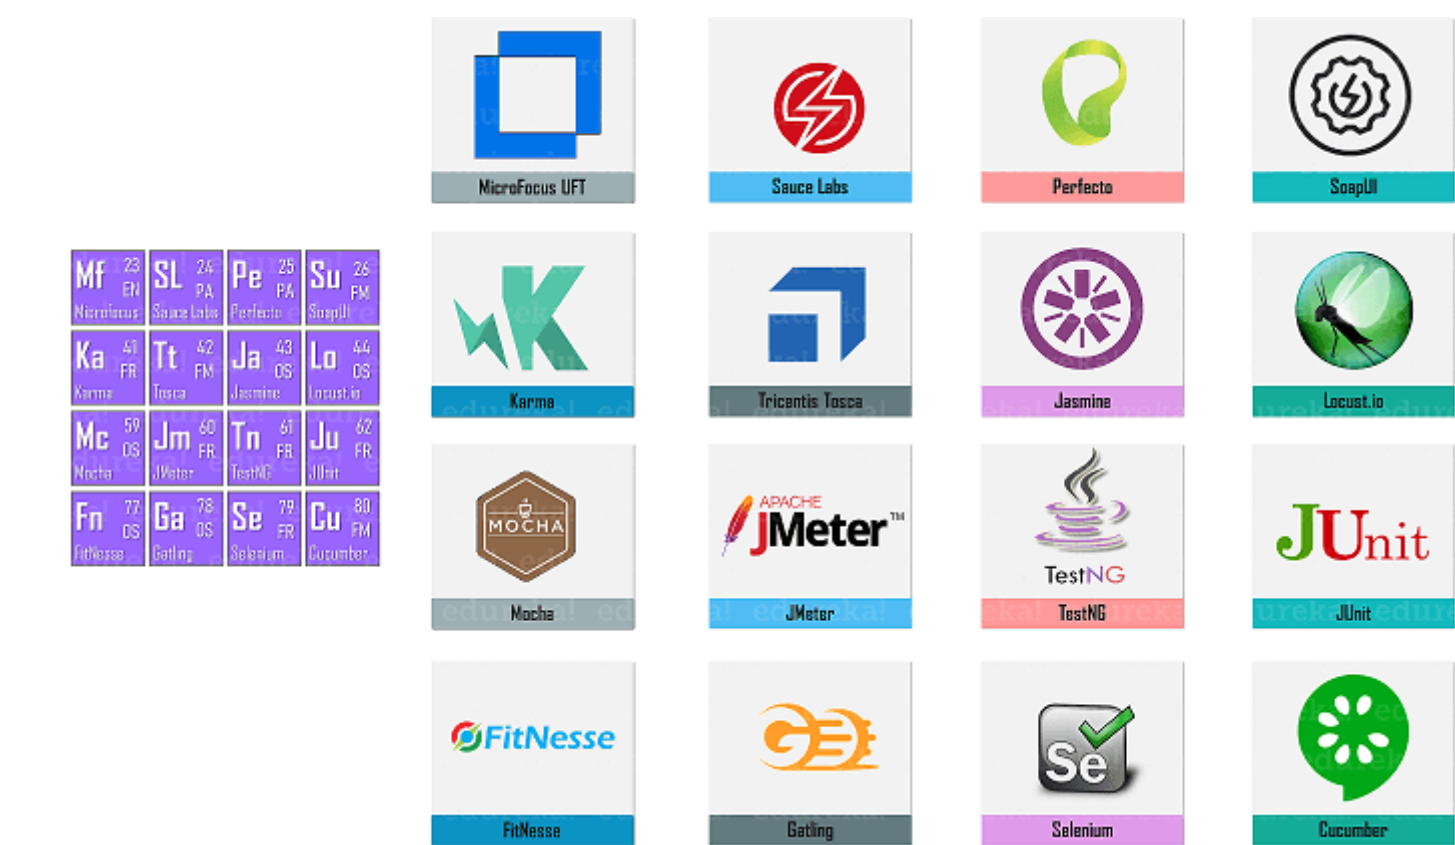 MicroFocus UFT
Sauce Labs
Perfecto
SoapUI
Mf 23 EN Microfocus
SL 24 PA Sauce Labs
Pe 25 PA Perfecto
Su 26 FM SoapUI
Ka 41 FR Karma
Tt 42 FM Tosca
Ja 43 OS Jasmine
Lo 44 OS Locust.io
Mc 59 OS Mocha
Jm 60 FR JMeter
Tn 61 FR TestNG
Ju 62 FR JUnit
Fn 77 OS FitNesse
Ga 78 OS Gatling
Se 79 FR Selenium
Cu 80 FM Cucumber
K
Karma
Tricentis Tosca
Jasmine
Locust.io
MOCHA
Mocha
APACHE
JMeter™
JMeter
TestNG
TestNG
JUnit
JUnit
FitNesse
FitNesse
Gatling
Se
Selenium
Cucumber
edureka!